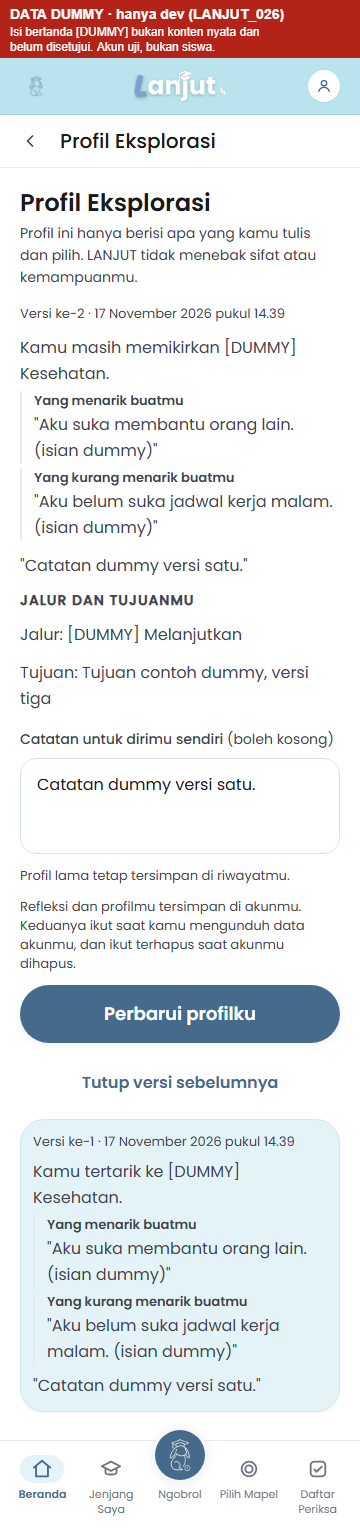 DATA DUMMY · hanya dev (LANJUT_026)
Isi bertanda [DUMMY] bukan konten nyata dan
belum disetujui. Akun uji, bukan siswa.
Lanjut
Profil Eksplorasi
Profil Eksplorasi
Profil ini hanya berisi apa yang kamu tulis
dan pilih. LANJUT tidak menebak sifat atau
kemampuanmu.
Versi ke-2 · 17 November 2026 pukul 14.39
Kamu masih memikirkan [DUMMY]
Kesehatan.
Yang menarik buatmu
"Aku suka membantu orang lain.
(isian dummy)"
Yang kurang menarik buatmu
"Aku belum suka jadwal kerja malam.
(isian dummy)"
"Catatan dummy versi satu."
JALUR DAN TUJUANMU
Jalur: [DUMMY] Melanjutkan
Tujuan: Tujuan contoh dummy, versi
tiga
Catatan untuk dirimu sendiri (boleh kosong)
Catatan dummy versi satu.
Profil lama tetap tersimpan di riwayatmu.
Refleksi dan profilmu tersimpan di akunmu.
Keduanya ikut saat kamu mengunduh data
akunmu, dan ikut terhapus saat akunmu
dihapus.
Perbarui profilku
Tutup versi sebelumnya
Versi ke-1 · 17 November 2026 pukul 14.39
Kamu tertarik ke [DUMMY]
Kesehatan.
Yang menarik buatmu
"Aku suka membantu orang lain.
(isian dummy)"
Yang kurang menarik buatmu
"Aku belum suka jadwal kerja
malam. (isian dummy)"
"Catatan dummy versi satu."
Beranda
Jenjang
Saya
Ngobrol
Pilih Mapel
Daftar
Periksa